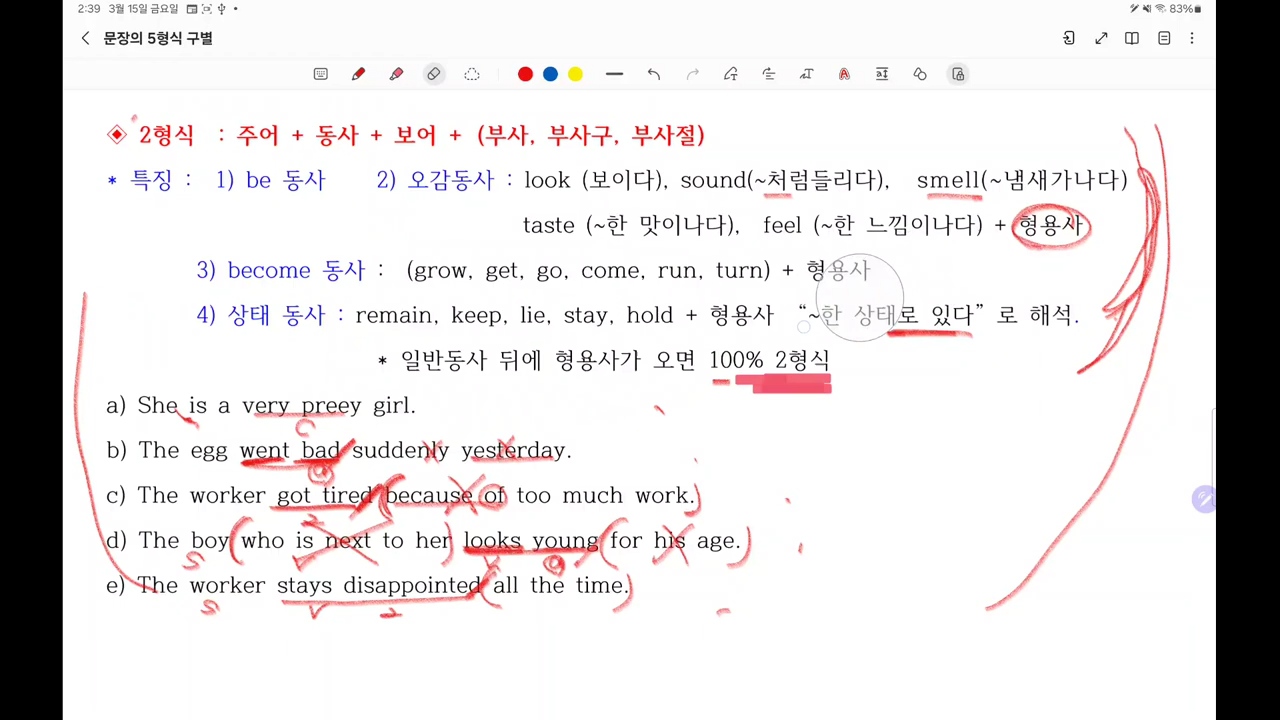 2:39 3월 15일 금요일 83%
문장의 5형식 구별
◈ 2형식 : 주어 + 동사 + 보어 + (부사, 부사구, 부사절)
* 특징 : 1) be 동사 2) 오감동사 : look (보이다), sound(~처럼들리다), smell(~냄새가나다)
taste (~한 맛이나다), feel (~한 느낌이나다) + 형용사
3) become 동사 : (grow, get, go, come, run, turn) + 형용사
4) 상태 동사 : remain, keep, lie, stay, hold + 형용사 “~한 상태로 있다” 로 해석.
* 일반동사 뒤에 형용사가 오면 100% 2형식
a) She is a very preey girl.
C
b) The egg went bad suddenly yesterday.
a
c) The worker got tired because of too much work.
2
d) The boy who is next to her looks young for his age.
S V V a
e) The worker stays disappointed all the time.
S V 2